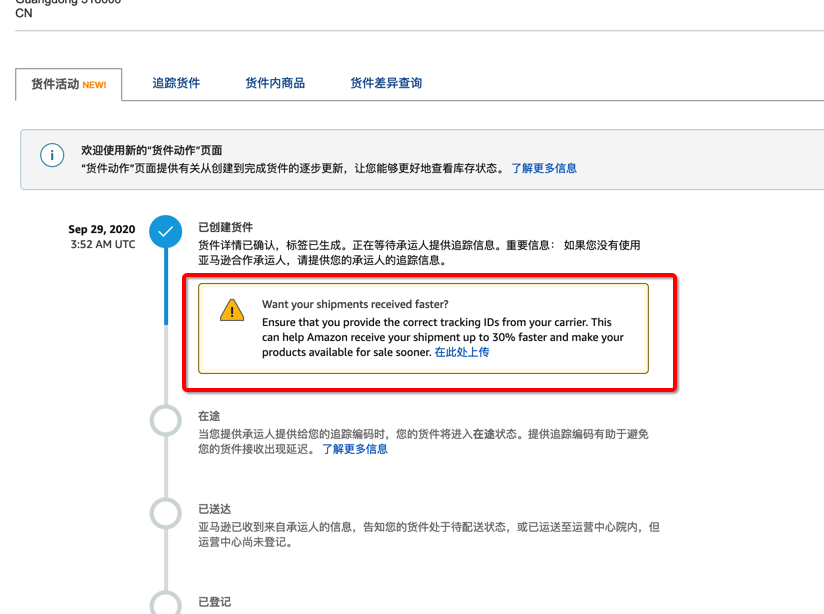 Guangdong 518000
CN
货件活动 NEW!
追踪货件
货件内商品
货件差异查询
欢迎使用新的“货件动作”页面
“货件动作”页面提供有关从创建到完成货件的逐步更新，让您能够更好地查看库存状态。 了解更多信息
Sep 29, 2020
3:52 AM UTC
已创建货件
货件详情已确认，标签已生成。正在等待承运人提供追踪信息。重要信息： 如果您没有使用
亚马逊合作承运人，请提供您的承运人的追踪信息。
Want your shipments received faster?
Ensure that you provide the correct tracking IDs from your carrier. This
can help Amazon receive your shipment up to 30% faster and make your
products available for sale sooner. 在此处上传
在途
当您提供承运人提供给您的追踪编码时，您的货件将进入在途状态。提供追踪编码有助于避免
您的货件接收出现延迟。 了解更多信息
已送达
亚马逊已收到来自承运人的信息，告知您的货件处于待配送状态，或已运送至运营中心院内，但
运营中心尚未登记。
已登记